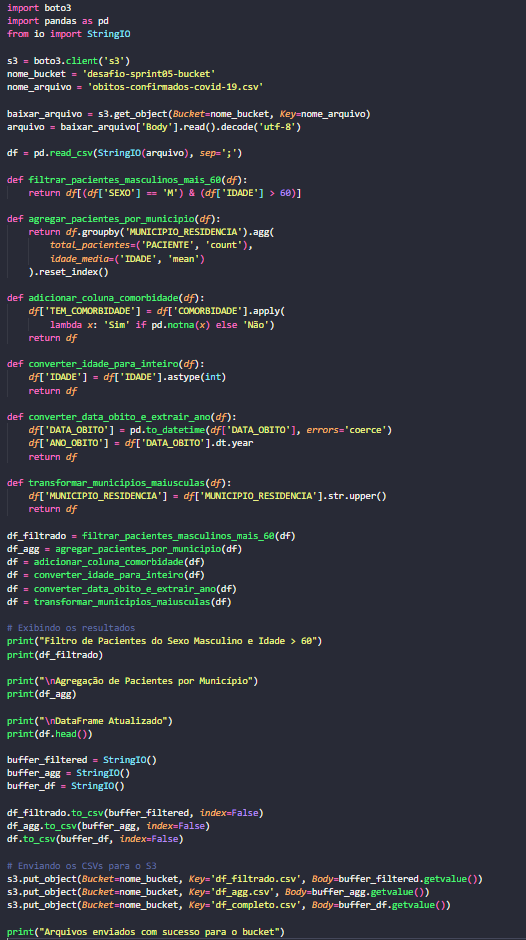 import boto3
import pandas as pd
from io import StringIO

s3 = boto3.client('s3')
nome_bucket = 'desafio-sprint05-bucket'
nome_arquivo = 'obitos-confirmados-covid-19.csv'

baixar_arquivo = s3.get_object(Bucket=nome_bucket, Key=nome_arquivo)
arquivo = baixar_arquivo['Body'].read().decode('utf-8')

df = pd.read_csv(StringIO(arquivo), sep=';')

def filtrar_pacientes_masculinos_mais_60(df):
    return df[(df['SEXO'] == 'M') & (df['IDADE'] > 60)]

def agregar_pacientes_por_municipio(df):
    return df.groupby('MUNICIPIO_RESIDENCIA').agg(
        total_pacientes=('PACIENTE', 'count'),
        idade_media=('IDADE', 'mean')
    ).reset_index()

def adicionar_coluna_comorbidade(df):
    df['TEM_COMORBIDADE'] = df['COMORBIDADE'].apply(
        lambda x: 'Sim' if pd.notna(x) else 'Não')
    return df

def converter_idade_para_inteiro(df):
    df['IDADE'] = df['IDADE'].astype(int)
    return df

def converter_data_obito_e_extrair_ano(df):
    df['DATA_OBITO'] = pd.to_datetime(df['DATA_OBITO'], errors='coerce')
    df['ANO_OBITO'] = df['DATA_OBITO'].dt.year
    return df

def transformar_municipios_maiusculas(df):
    df['MUNICIPIO_RESIDENCIA'] = df['MUNICIPIO_RESIDENCIA'].str.upper()
    return df

df_filtrado = filtrar_pacientes_masculinos_mais_60(df)
df_agg = agregar_pacientes_por_municipio(df)
df = adicionar_coluna_comorbidade(df)
df = converter_idade_para_inteiro(df)
df = converter_data_obito_e_extrair_ano(df)
df = transformar_municipios_maiusculas(df)

# Exibindo os resultados
print("Filtro de Pacientes do Sexo Masculino e Idade > 60")
print(df_filtrado)

print("\nAgregação de Pacientes por Município")
print(df_agg)

print("\nDataFrame Atualizado")
print(df.head())

buffer_filtered = StringIO()
buffer_agg = StringIO()
buffer_df = StringIO()

df_filtrado.to_csv(buffer_filtered, index=False)
df_agg.to_csv(buffer_agg, index=False)
df.to_csv(buffer_df, index=False)

# Enviando os CSVs para o S3
s3.put_object(Bucket=nome_bucket, Key='df_filtrado.csv', Body=buffer_filtered.getvalue())
s3.put_object(Bucket=nome_bucket, Key='df_agg.csv', Body=buffer_agg.getvalue())
s3.put_object(Bucket=nome_bucket, Key='df_completo.csv', Body=buffer_df.getvalue())

print("Arquivos enviados com sucesso para o bucket")